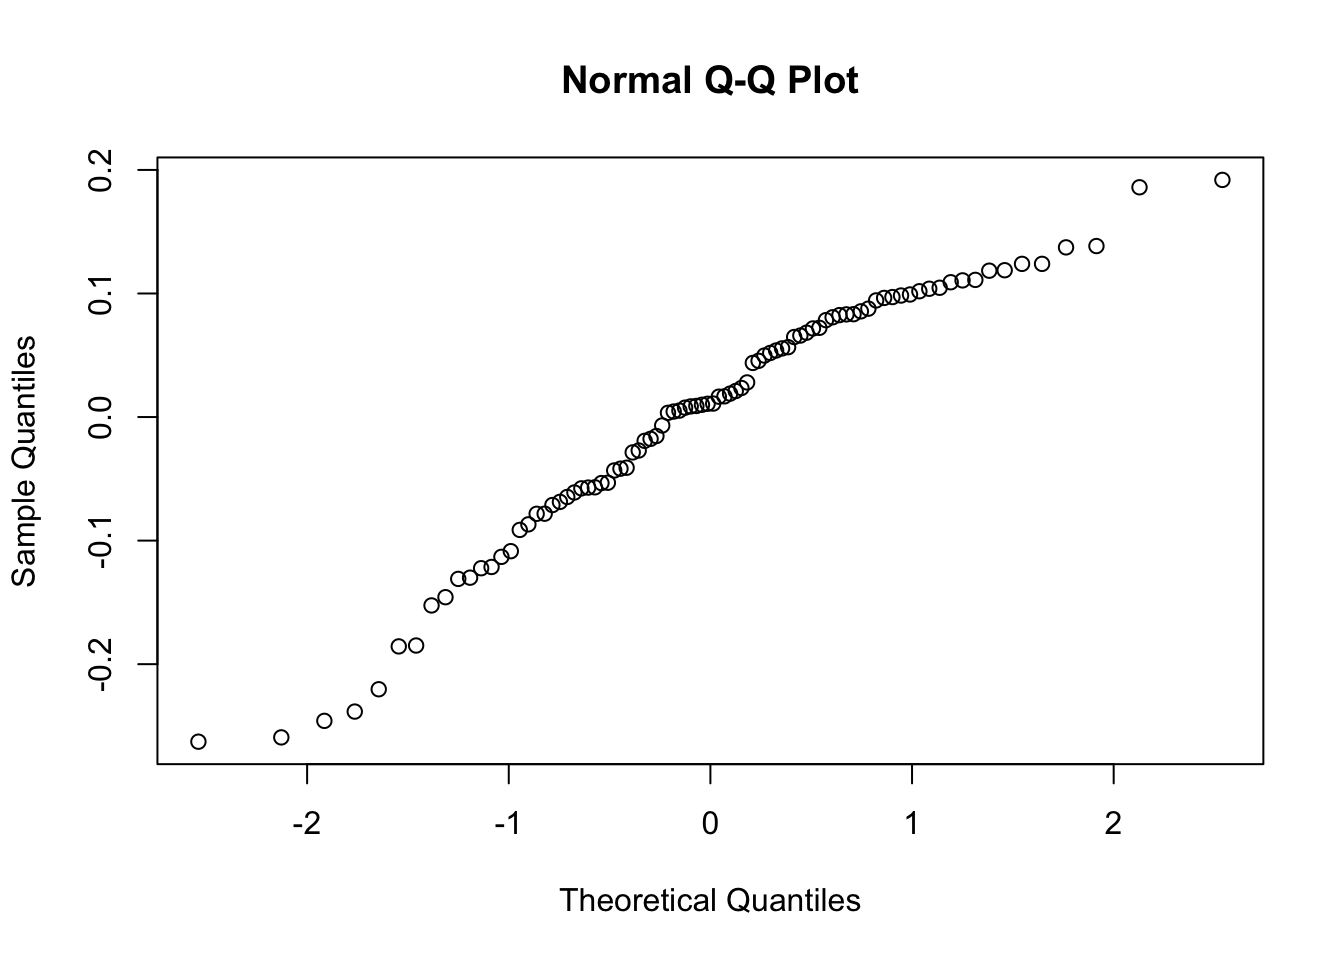 Normal Q-Q Plot
0.2
0.1
0.0
-0.1
-0.2
Sample Quantiles
-2 -1 0 1 2
Theoretical Quantiles